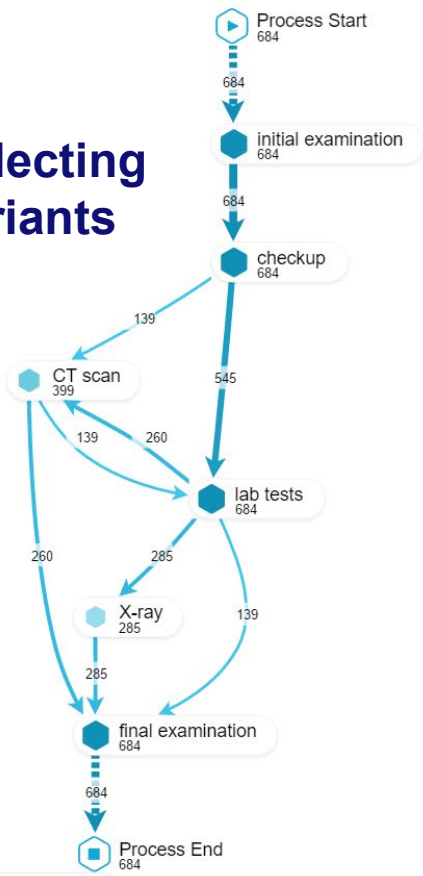 Process Start
684
684
initial examination
684
684
lecting
riants
checkup
684
139
CT scan
399
545
139
260
lab tests
684
260
285
X-ray
285
139
285
final examination
684
684
Process End
684